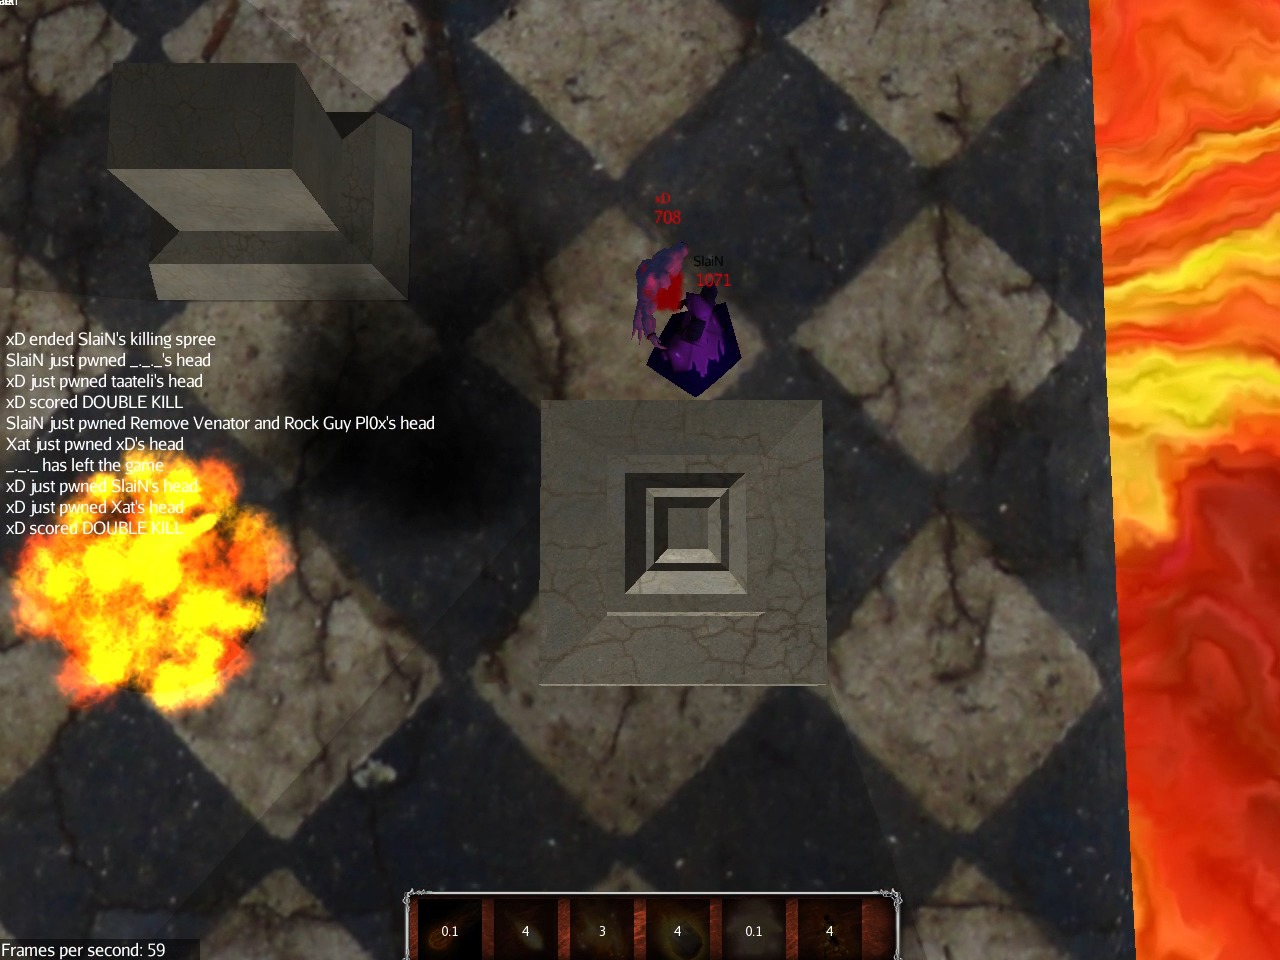 xD
708
SlaiN
1071
xD ended SlaiN's killing spree
SlaiN just pwned _._._'s head
xD just pwned taateli's head
xD scored DOUBLE KILL
SlaiN just pwned Remove Venator and Rock Guy Pl0x's head
Xat just pwned xD's head
_._._ has left the game
xD just pwned SlaiN's head
xD just pwned Xat's head
xD scored DOUBLE KILL
0.1 4 3 4 0.1 4
Frames per second: 59